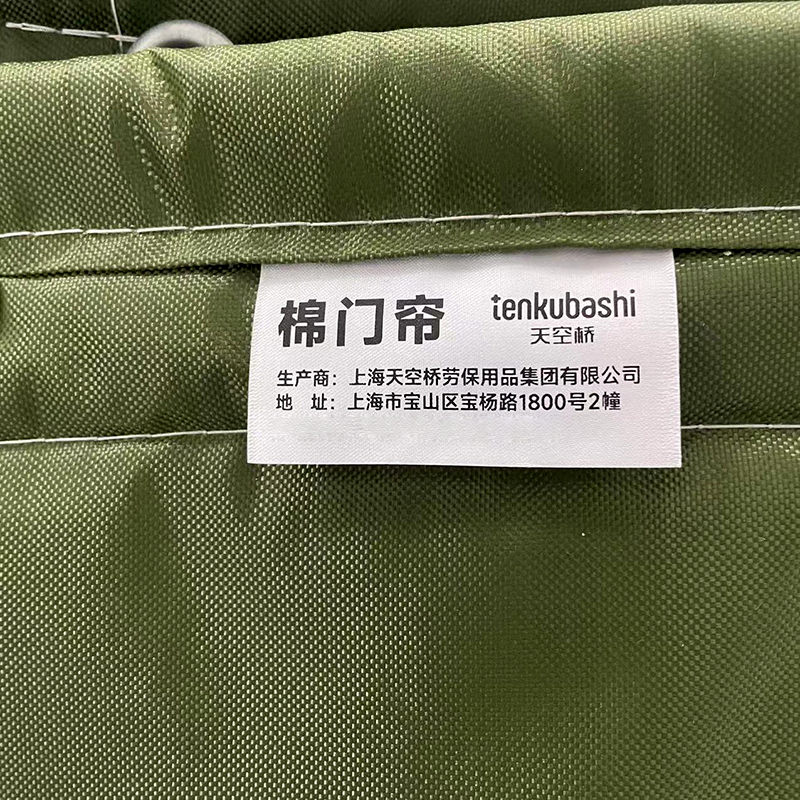 棉门帘
tenkubashi
天空桥
生产商：上海天空桥劳保用品集团有限公司
地 址：上海市宝山区宝杨路1800号2幢